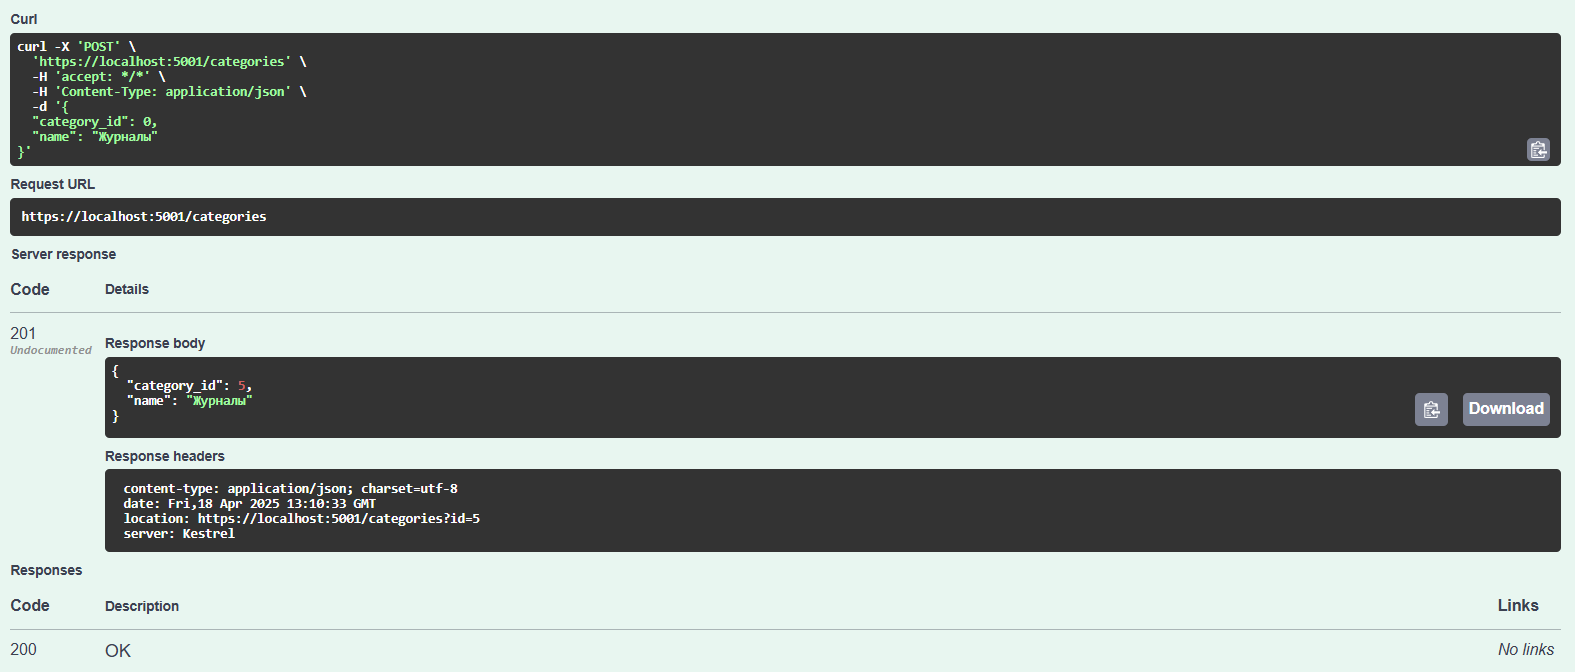 Curl
curl -X 'POST' \
  'https://localhost:5001/categories' \
  -H 'accept: */*' \
  -H 'Content-Type: application/json' \
  -d '{
  "category_id": 0,
  "name": "Журналы"
}'
Request URL
https://localhost:5001/categories
Server response
Code Details
201
Undocumented
Response body
{
  "category_id": 5,
  "name": "Журналы"
}
Download
Response headers
content-type: application/json; charset=utf-8
date: Fri,18 Apr 2025 13:10:33 GMT
location: https://localhost:5001/categories?id=5
server: Kestrel
Responses
Code Description Links
200 OK No links